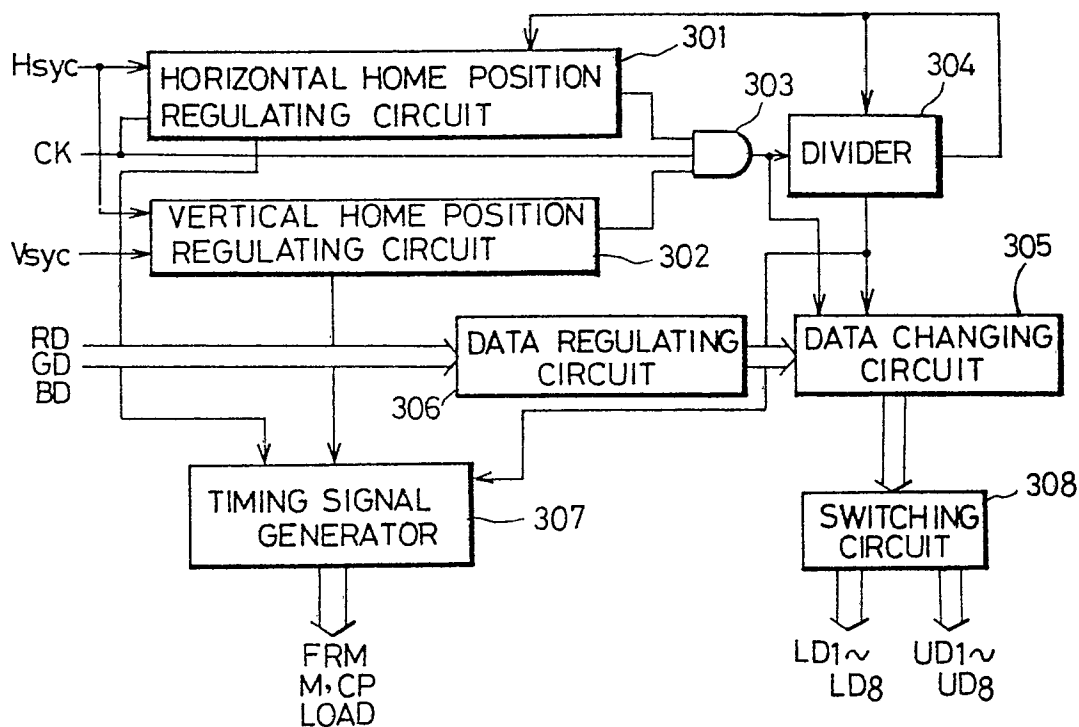 301
Hsyc
HORIZONTAL HOME POSITION
REGULATING CIRCUIT
303
304
CK
DIVIDER
VERTICAL HOME POSITION
REGULATING CIRCUIT
Vsyc
302
305
RD
GD
BD
DATA REGULATING
CIRCUIT
306
DATA CHANGING
CIRCUIT
TIMING SIGNAL
GENERATOR
307
308
SWITCHING
CIRCUIT
FRM
M,CP
LOAD
LD1~
LD8
UD1~
UD8